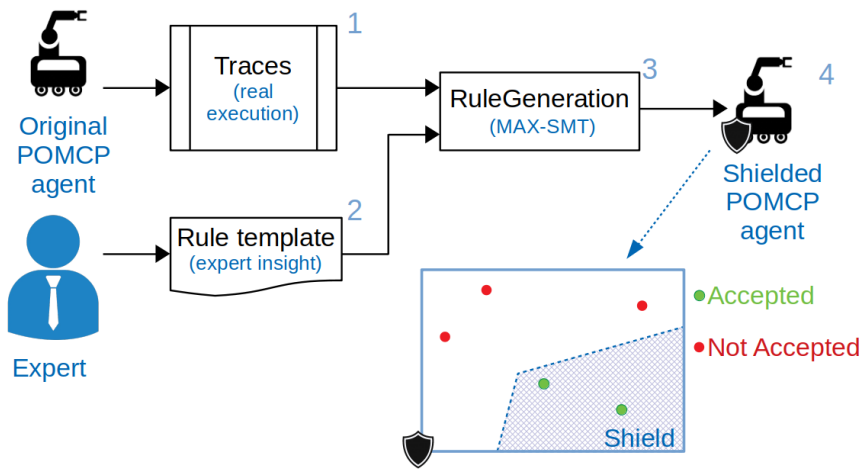 1
Traces
(real
execution)
Original
POMCP
agent
3
RuleGeneration
(MAX-SMT)
4
Shielded
POMCP
agent
2
Rule template
(expert insight)
Expert
Accepted
Not Accepted
Shield